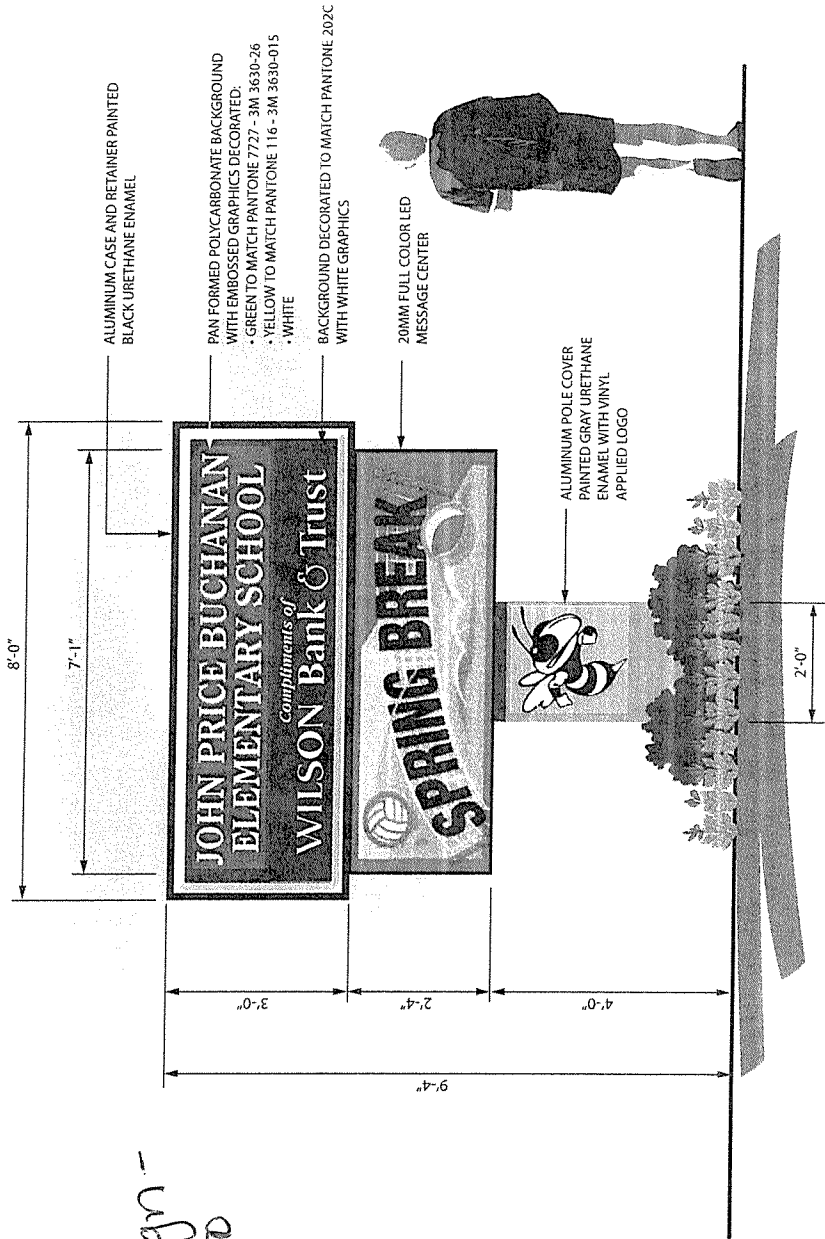 ALUMINUM CASE AND RETAINER PAINTED
BLACK URETHANE ENAMEL
PAN FORMED POLYCARBONATE BACKGROUND
WITH EMBOSSED GRAPHICS DECORATED:
• GREEN TO MATCH PANTONE 7727 - 3M 3630-26
• YELLOW TO MATCH PANTONE 116 - 3M 3630-015
• WHITE
BACKGROUND DECORATED TO MATCH PANTONE 202C
WITH WHITE GRAPHICS
20MM FULL COLOR LED
MESSAGE CENTER
ALUMINUM POLE COVER
PAINTED GRAY URETHANE
ENAMEL WITH VINYL
APPLIED LOGO
8'-0"
7'-1"
JOHN PRICE BUCHANAN
ELEMENTARY SCHOOL
Compliments of
WILSON Bank & Trust
SPRING BREAK
3'-0"
2'-4"
4'-0"
9'-4"
2'-0"